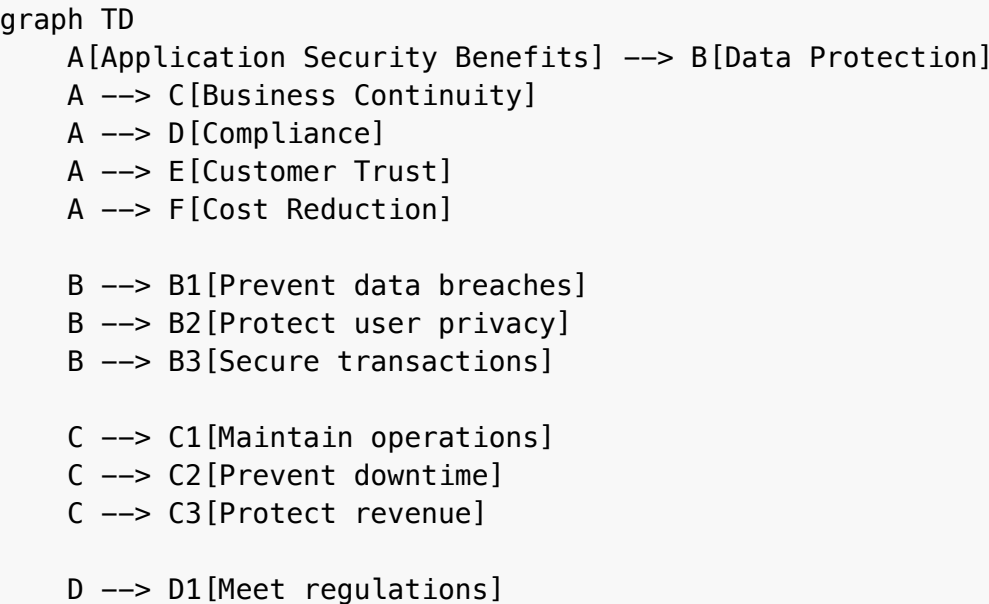 graph TD
    A[Application Security Benefits] --> B[Data Protection]
    A --> C[Business Continuity]
    A --> D[Compliance]
    A --> E[Customer Trust]
    A --> F[Cost Reduction]

    B --> B1[Prevent data breaches]
    B --> B2[Protect user privacy]
    B --> B3[Secure transactions]

    C --> C1[Maintain operations]
    C --> C2[Prevent downtime]
    C --> C3[Protect revenue]

    D --> D1[Meet regulations]